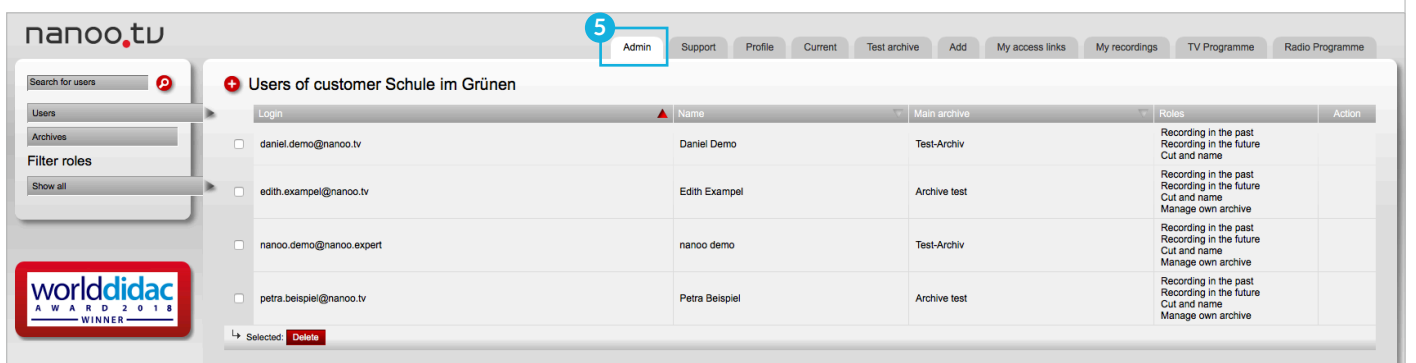 nanoo.tv
5
Admin Support Profile Current Test archive Add My access links My recordings TV Programme Radio Programme
Search for users
Users
Archives
Filter roles
Show all
worlddidac
AWARD 2018
WINNER
Users of customer Schule im Grünen
Login Name Main archive Roles Action
daniel.demo@nanoo.tv Daniel Demo Test-Archiv Recording in the past
Recording in the future
Cut and name
edith.exampel@nanoo.tv Edith Exampel Archive test Recording in the past
Recording in the future
Cut and name
Manage own archive
nanoo.demo@nanoo.expert nanoo demo Test-Archiv Recording in the past
Recording in the future
Cut and name
Manage own archive
petra.beispiel@nanoo.tv Petra Beispiel Archive test Recording in the past
Recording in the future
Cut and name
Manage own archive
Selected: Delete